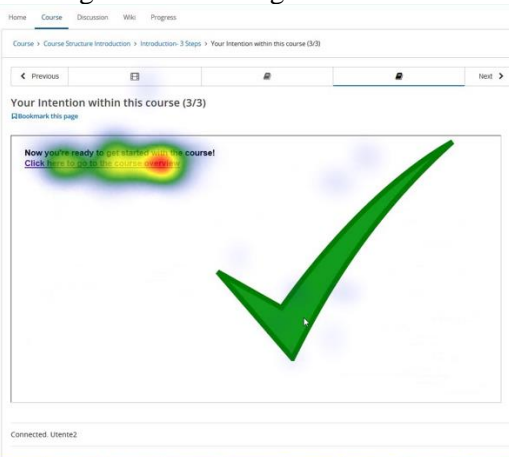 Home Course Discussion Wiki Progress
Course > Course Structure Introduction > Introduction- 3 Steps > Your Intention within this course (3/3)
Previous Next
Your Intention within this course (3/3)
Bookmark this page
Now you're ready to get started with the course!
Click here to go to the course overview
Connected. Utente2